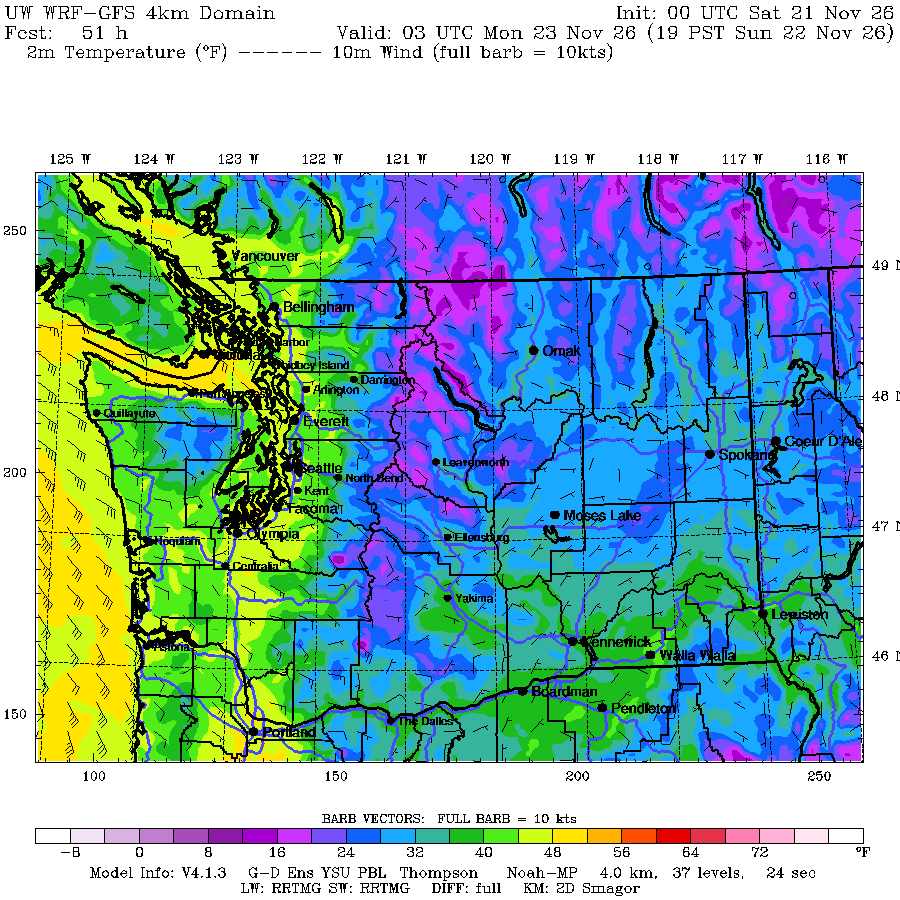 UW WRF-GFS 4km Domain Init: 00 UTC Sat 21 Nov 26
Fcst: 51 h Valid: 03 UTC Mon 23 Nov 26 (19 PST Sun 22 Nov 26)
2m Temperature (°F) ------ 10m Wind (full barb = 10kts)
125 W 124 W 123 W 122 W 121 W 120 W 119 W 118 W 117 W 116 W
250
Vancouver
49 N
Bellingham
Harbor
Omak
Whidbey Island
Darrington
Arlington
48 N
Quillayute
Everett
Coeur D'Ale
Spokane
Leavenworth
200
Seattle
North Bend
Kent
Tacoma
Moses Lake
47 N
Olympia
Hoquiam
Ellensburg
Centralia
Yakima
Lewiston
Kennewick
Astoria
Walla Walla
46 N
Boardman
Pendleton
150
The Dalles
Portland
100 150 200 250
BARB VECTORS: FULL BARB = 10 kts
-8 0 8 16 24 32 40 48 56 64 72 °F
Model Info: V4.1.3 G-D Ens YSU PBL Thompson Noah-MP 4.0 km, 37 levels, 24 sec
LW: RRTMG SW: RRTMG DIFF: full KM: 2D Smagor